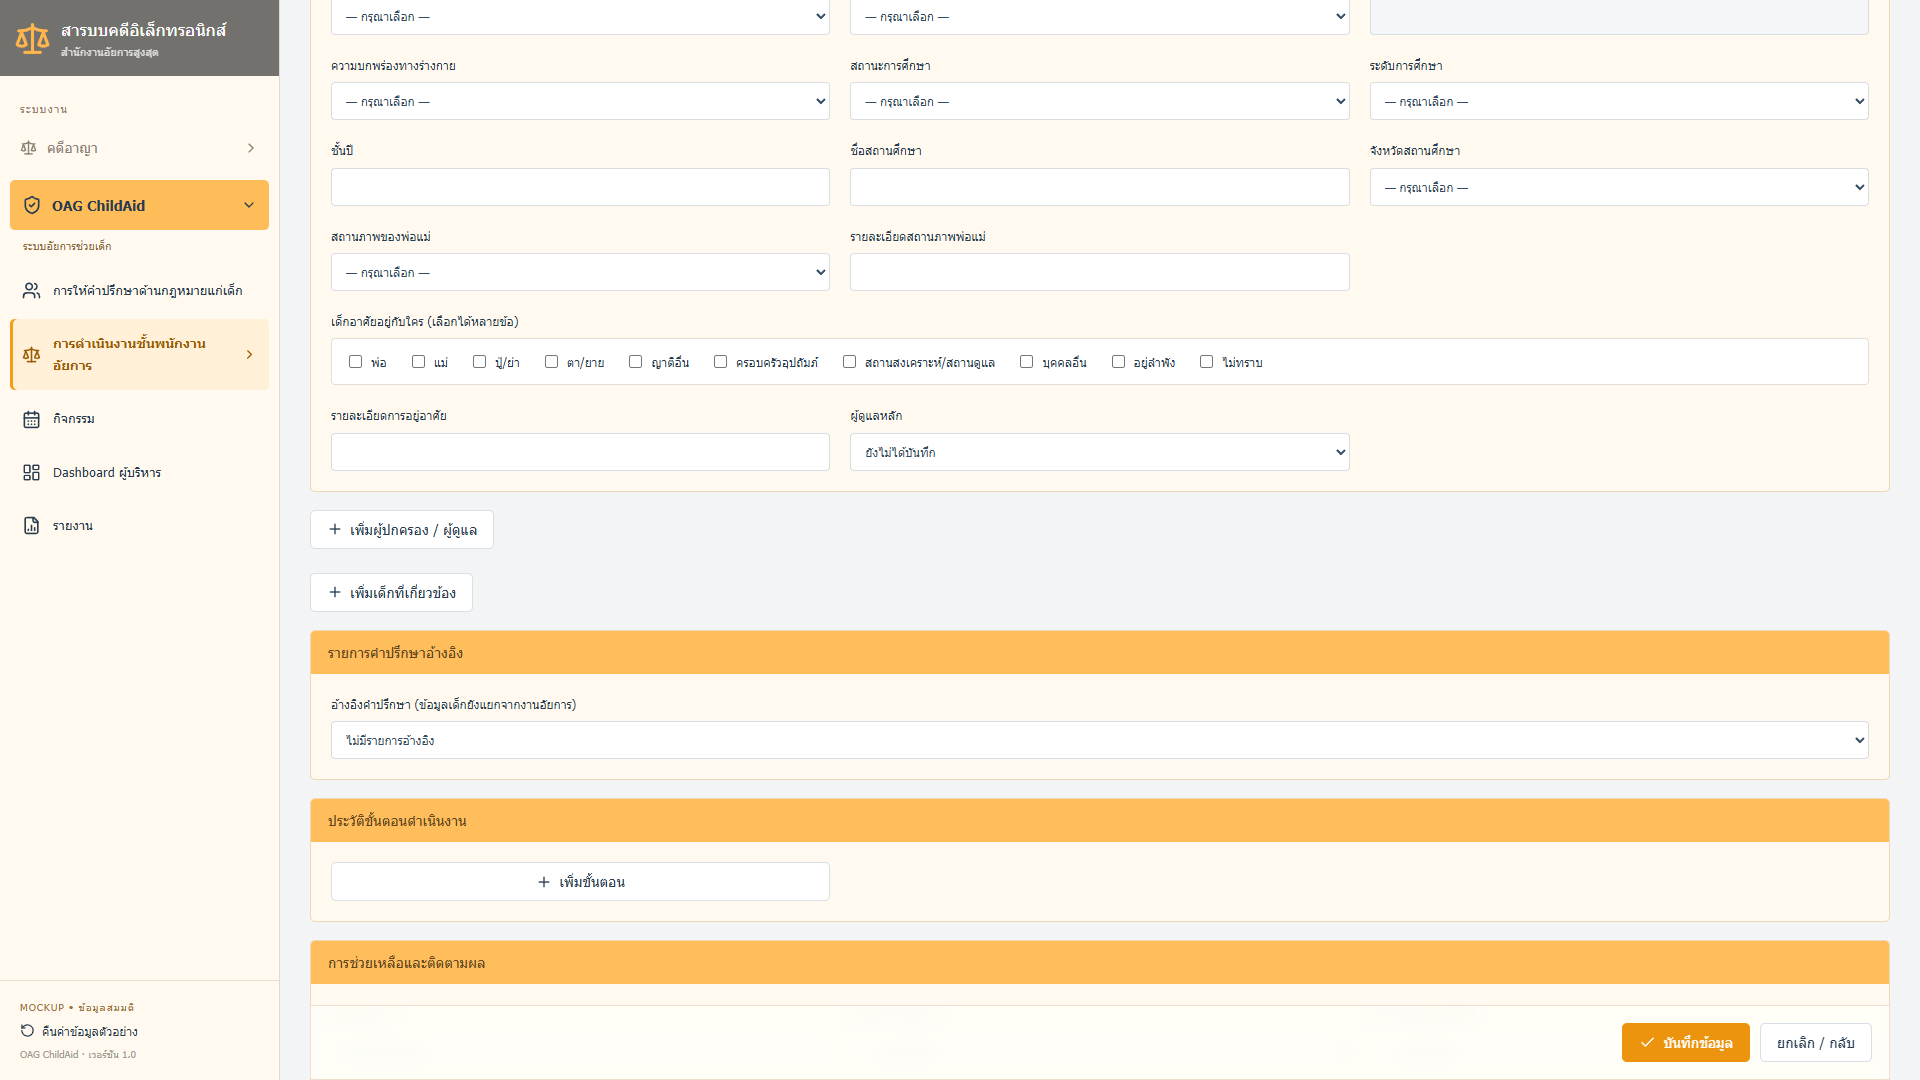 สารบบคดีอิเล็กทรอนิกส์
สำนักงานอัยการสูงสุด
ระบบงาน
คดีอาญา
OAG ChildAid
ระบบอัยการช่วยเด็ก
การให้คำปรึกษาด้านกฎหมายแก่เด็ก
การดำเนินงานชั้นพนักงาน
อัยการ
กิจกรรม
Dashboard ผู้บริหาร
รายงาน
MOCKUP • ข้อมูลสมมติ
คืนค่าข้อมูลตัวอย่าง
OAG ChildAid · เวอร์ชัน 1.0
— กรุณาเลือก — — กรุณาเลือก —
ความบกพร่องทางร่างกาย สถานะการศึกษา ระดับการศึกษา
— กรุณาเลือก — — กรุณาเลือก — — กรุณาเลือก —
ชั้นปี ชื่อสถานศึกษา จังหวัดสถานศึกษา
— กรุณาเลือก —
สถานภาพของพ่อแม่ รายละเอียดสถานภาพพ่อแม่
— กรุณาเลือก —
เด็กอาศัยอยู่กับใคร (เลือกได้หลายข้อ)
พ่อ แม่ ปู่/ย่า ตา/ยาย ญาติอื่น ครอบครัวอุปถัมภ์ สถานสงเคราะห์/สถานดูแล บุคคลอื่น อยู่ลำพัง ไม่ทราบ
รายละเอียดการอยู่อาศัย ผู้ดูแลหลัก
ยังไม่ได้บันทึก
เพิ่มผู้ปกครอง / ผู้ดูแล
เพิ่มเด็กที่เกี่ยวข้อง
รายการคำปรึกษาอ้างอิง
อ้างอิงคำปรึกษา (ข้อมูลเด็กยังแยกจากงานอัยการ)
ไม่มีรายการอ้างอิง
ประวัติขั้นตอนดำเนินงาน
เพิ่มขั้นตอน
การช่วยเหลือและติดตามผล
บันทึกข้อมูล ยกเลิก / กลับ